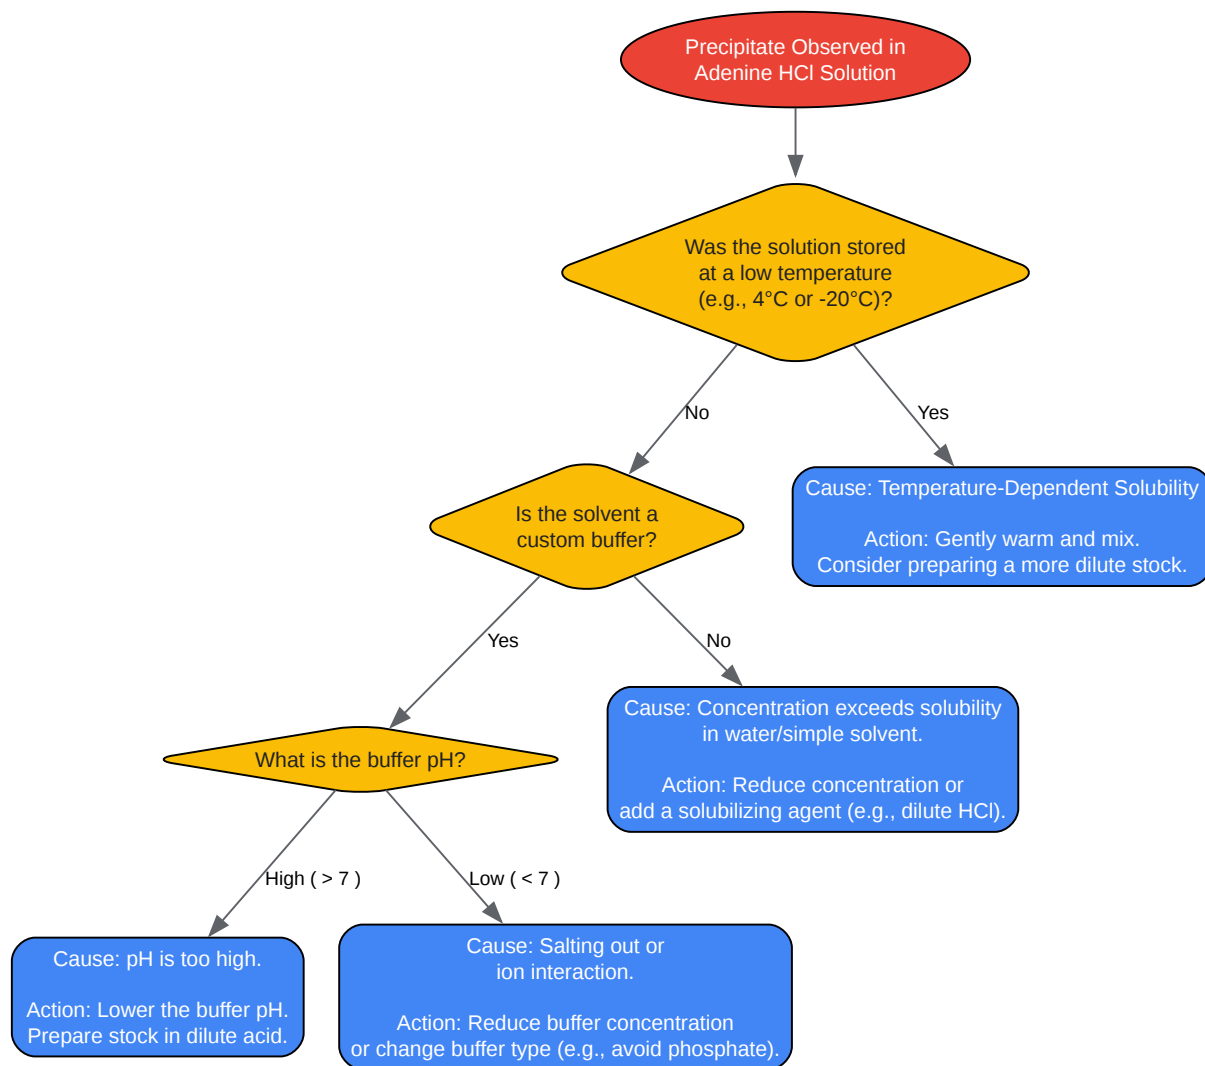 Precipitate Observed in
Adenine HCl Solution
Was the solution stored
at a low temperature
(e.g., 4°C or -20°C)?
No
Yes
Is the solvent a
custom buffer?
Cause: Temperature-Dependent Solubility
Action: Gently warm and mix.
Consider preparing a more dilute stock.
Yes
No
What is the buffer pH?
Cause: Concentration exceeds solubility
in water/simple solvent.
Action: Reduce concentration or
add a solubilizing agent (e.g., dilute HCl).
High ( > 7 )
Low ( < 7 )
Cause: pH is too high.
Action: Lower the buffer pH.
Prepare stock in dilute acid.
Cause: Salting out or
ion interaction.
Action: Reduce buffer concentration
or change buffer type (e.g., avoid phosphate).